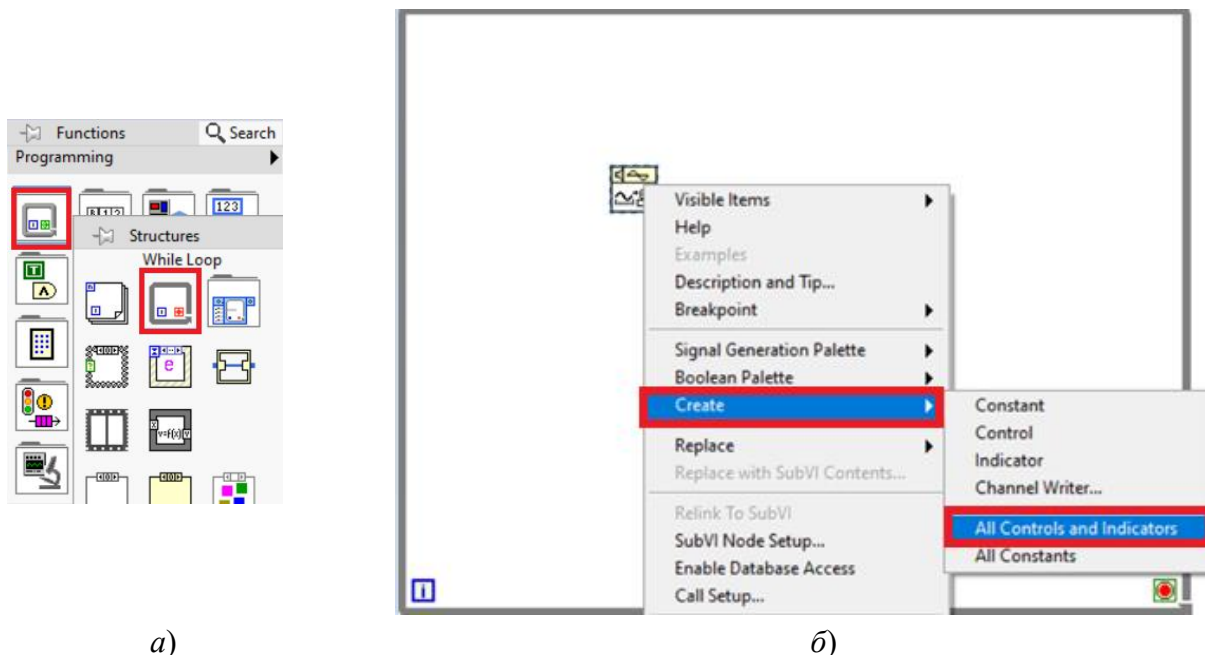 Functions
Search
Programming
Structures
While Loop
Visible Items
Help
Examples
Description and Tip...
Breakpoint
Signal Generation Palette
Boolean Palette
Create
Replace
Replace with SubVI Contents...
Relink To SubVI
SubVI Node Setup...
Enable Database Access
Call Setup...
Constant
Control
Indicator
Channel Writer...
All Controls and Indicators
All Constants
а)
б)